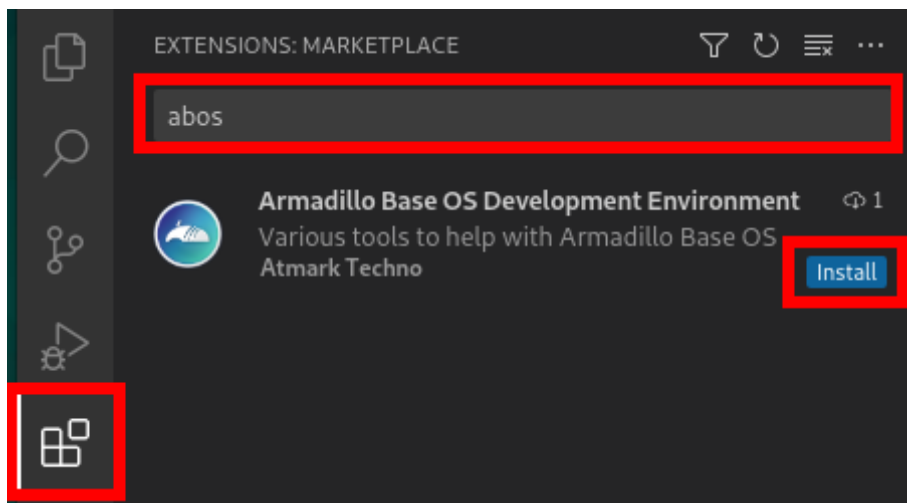 EXTENSIONS: MARKETPLACE
abos
Armadillo Base OS Development Environment 1
Various tools to help with Armadillo Base OS
Atmark Techno
Install